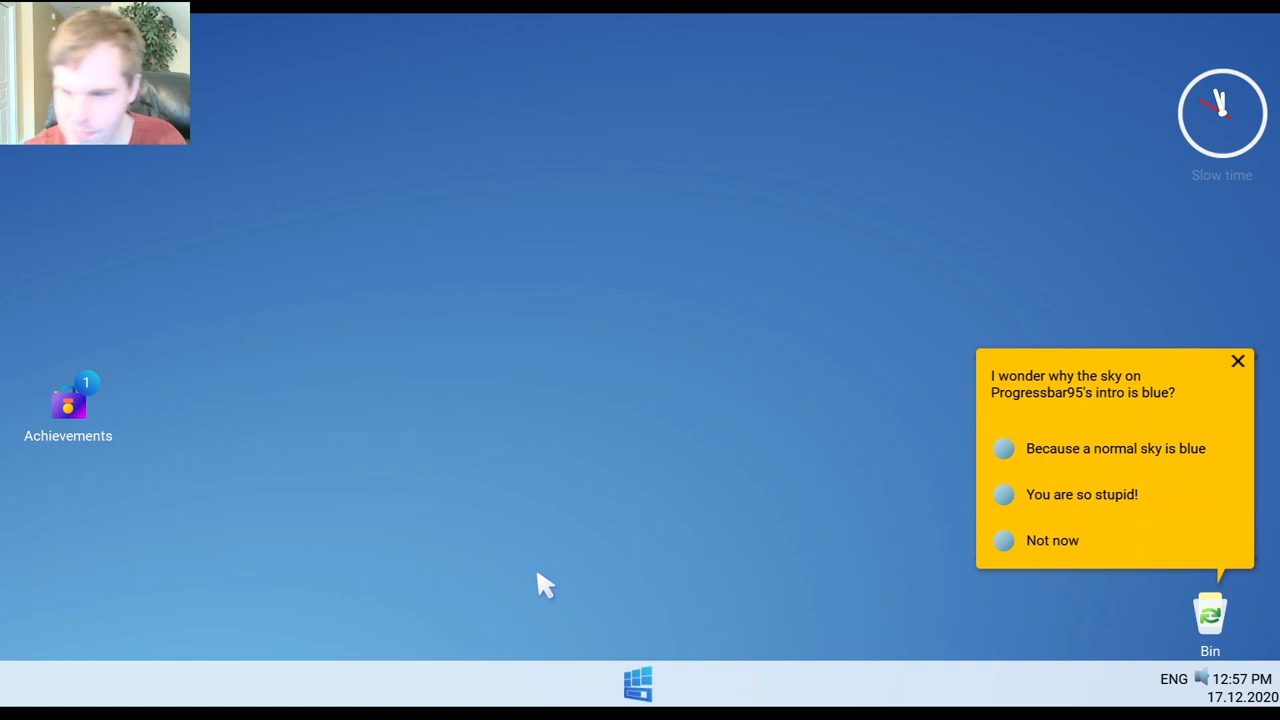 Slow time
I wonder why the sky on
Progressbar95's intro is blue?
Because a normal sky is blue
You are so stupid!
Not now
1
Achievements
Bin
ENG 12:57 PM
17.12.2020